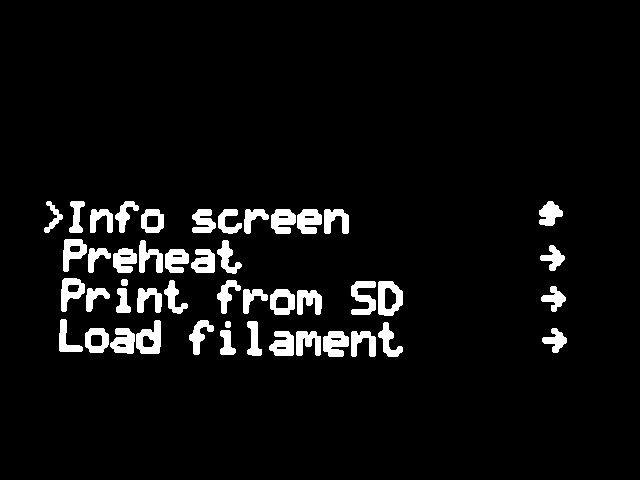 >Info screen ↑
Preheat →
Print from SD →
Load filament →